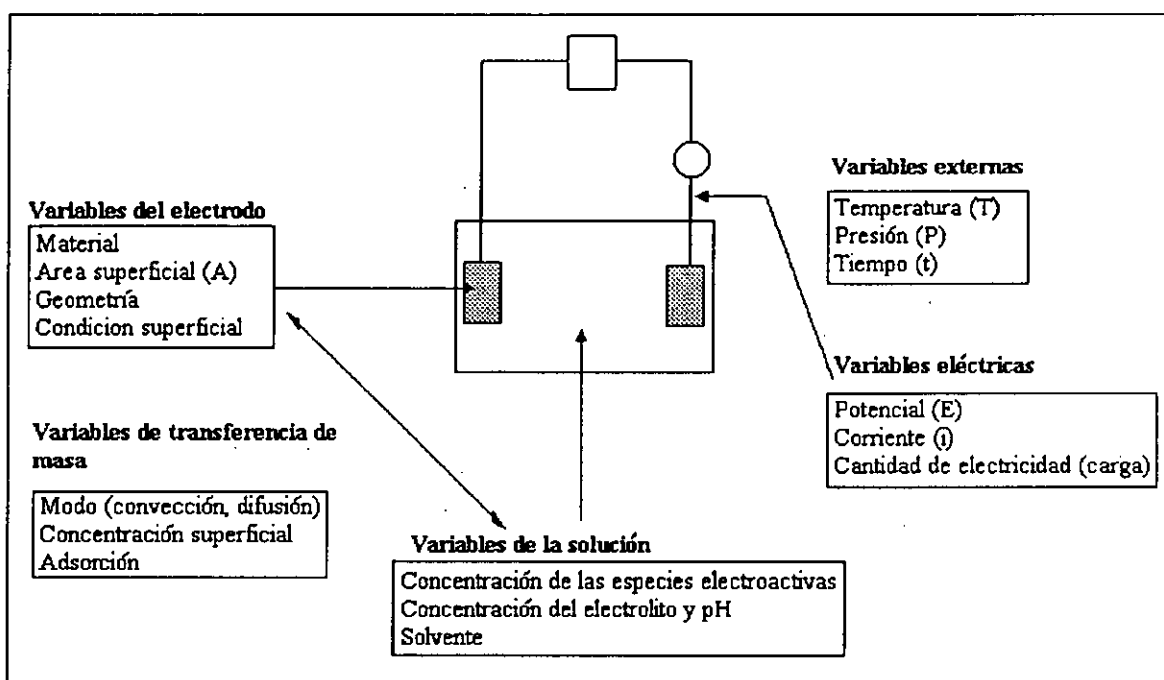 Variables del electrodo
Material
Area superficial (A)
Geometría
Condicion superficial
Variables externas
Temperatura (T)
Presión (P)
Tiempo (t)
Variables eléctricas
Potencial (E)
Corriente (i)
Cantidad de electricidad (carga)
Variables de transferencia de
masa
Modo (convección, difusión)
Concentración superficial
Adsorción
Variables de la solución
Concentración de las especies electroactivas
Concentración del electrolito y pH
Solvente